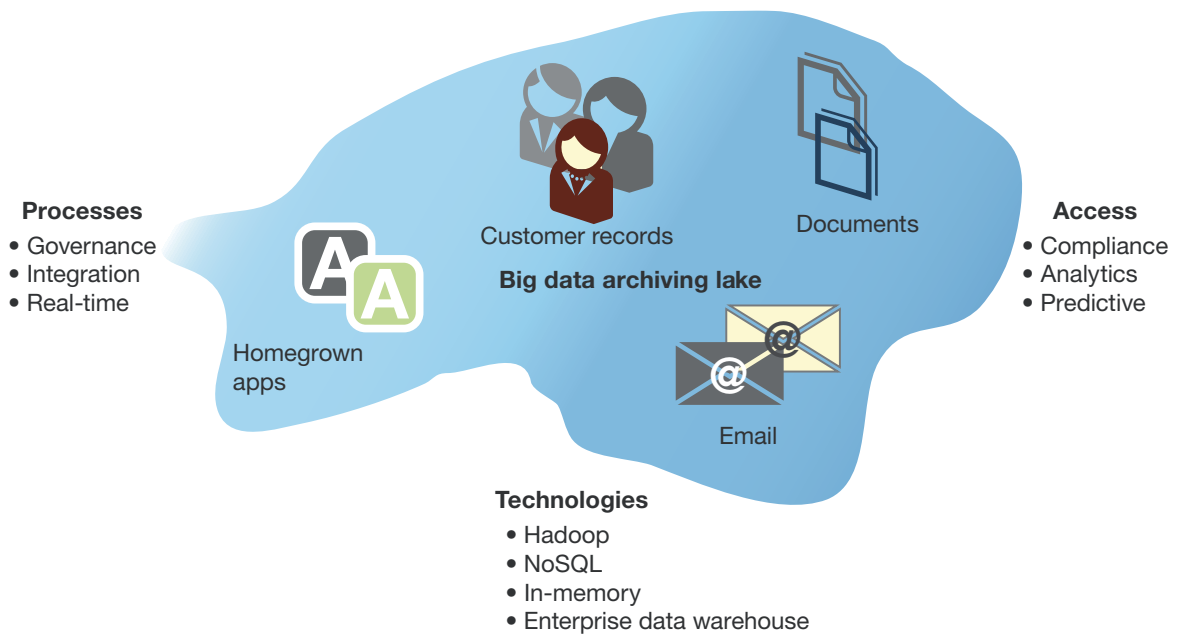 Processes
• Governance
• Integration
• Real-time
A
A
Homegrown
apps
Customer records
Documents
Big data archiving lake
@
@
Email
Access
• Compliance
• Analytics
• Predictive
Technologies
• Hadoop
• NoSQL
• In-memory
• Enterprise data warehouse